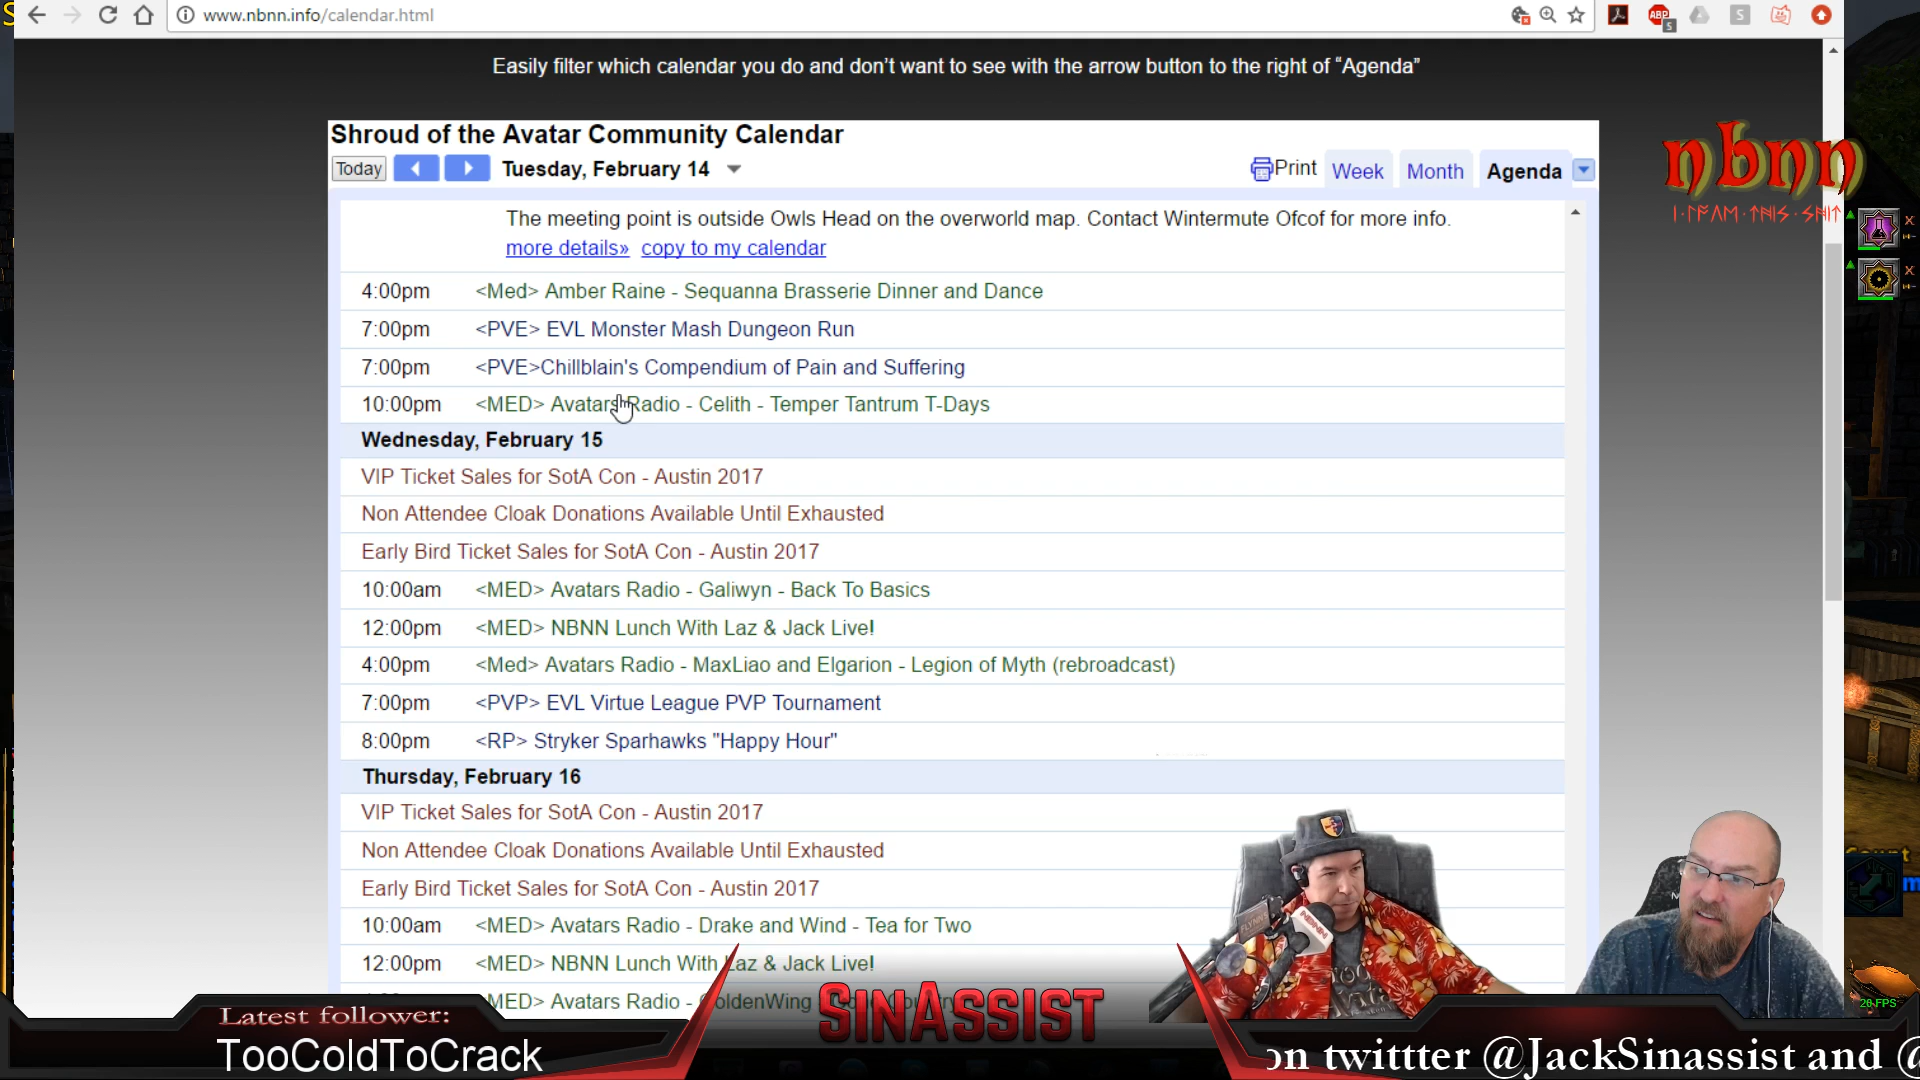 www.nbnn.info/calendar.html
ABP
S
S
Easily filter which calendar you do and don't want to see with the arrow button to the right of "Agenda"
Shroud of the Avatar Community Calendar
Today
Tuesday, February 14
Print
Week
Month
Agenda
nbnn
The meeting point is outside Owls Head on the overworld map. Contact Wintermute Ofcof for more info.
more details» copy to my calendar
4:00pm <Med> Amber Raine - Sequanna Brasserie Dinner and Dance
7:00pm <PVE> EVL Monster Mash Dungeon Run
7:00pm <PVE>Chillblain's Compendium of Pain and Suffering
10:00pm <MED> Avatars Radio - Celith - Temper Tantrum T-Days
Wednesday, February 15
VIP Ticket Sales for SotA Con - Austin 2017
Non Attendee Cloak Donations Available Until Exhausted
Early Bird Ticket Sales for SotA Con - Austin 2017
10:00am <MED> Avatars Radio - Galiwyn - Back To Basics
12:00pm <MED> NBNN Lunch With Laz & Jack Live!
4:00pm <Med> Avatars Radio - MaxLiao and Elgarion - Legion of Myth (rebroadcast)
7:00pm <PVP> EVL Virtue League PVP Tournament
8:00pm <RP> Stryker Sparhawks "Happy Hour"
Thursday, February 16
VIP Ticket Sales for SotA Con - Austin 2017
Non Attendee Cloak Donations Available Until Exhausted
Early Bird Ticket Sales for SotA Con - Austin 2017
10:00am <MED> Avatars Radio - Drake and Wind - Tea for Two
12:00pm <MED> NBNN Lunch With Laz & Jack Live!
MED> Avatars Radio -
NBNN
20 FPS
Latest follower:
TooColdToCrack
SINASSIST
on twittter @JackSinassist and @